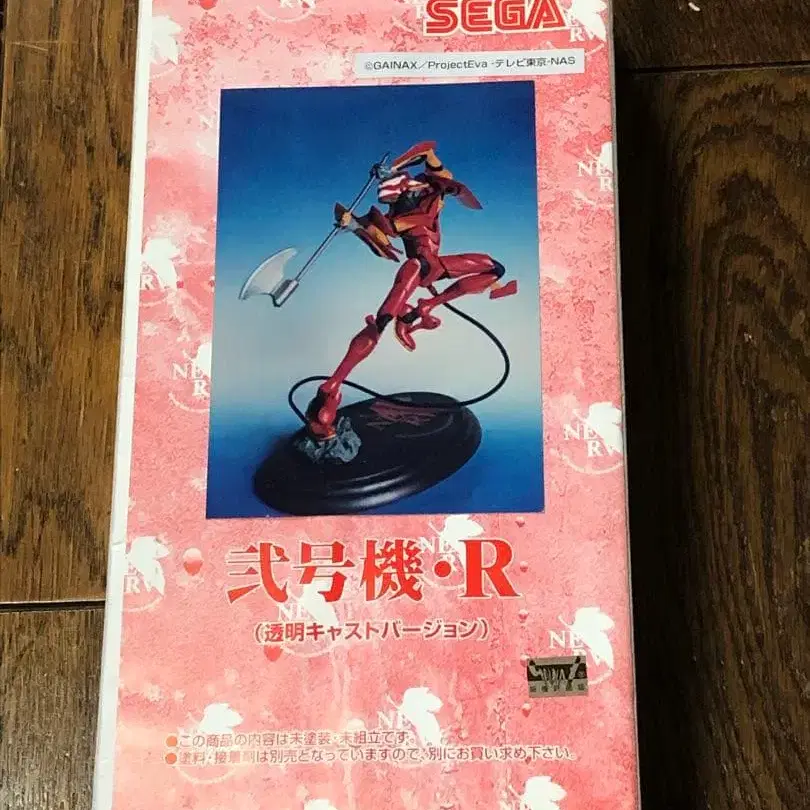 SEGA
©GAINAX／ProjectEva・テレビ東京・NAS
弐号機・R
(透明キャストバージョン)
●この商品の内容は未塗装・未組立てです。
●塗料・接着剤は別売となっていますので、別にお買い求め下さい。
NERV